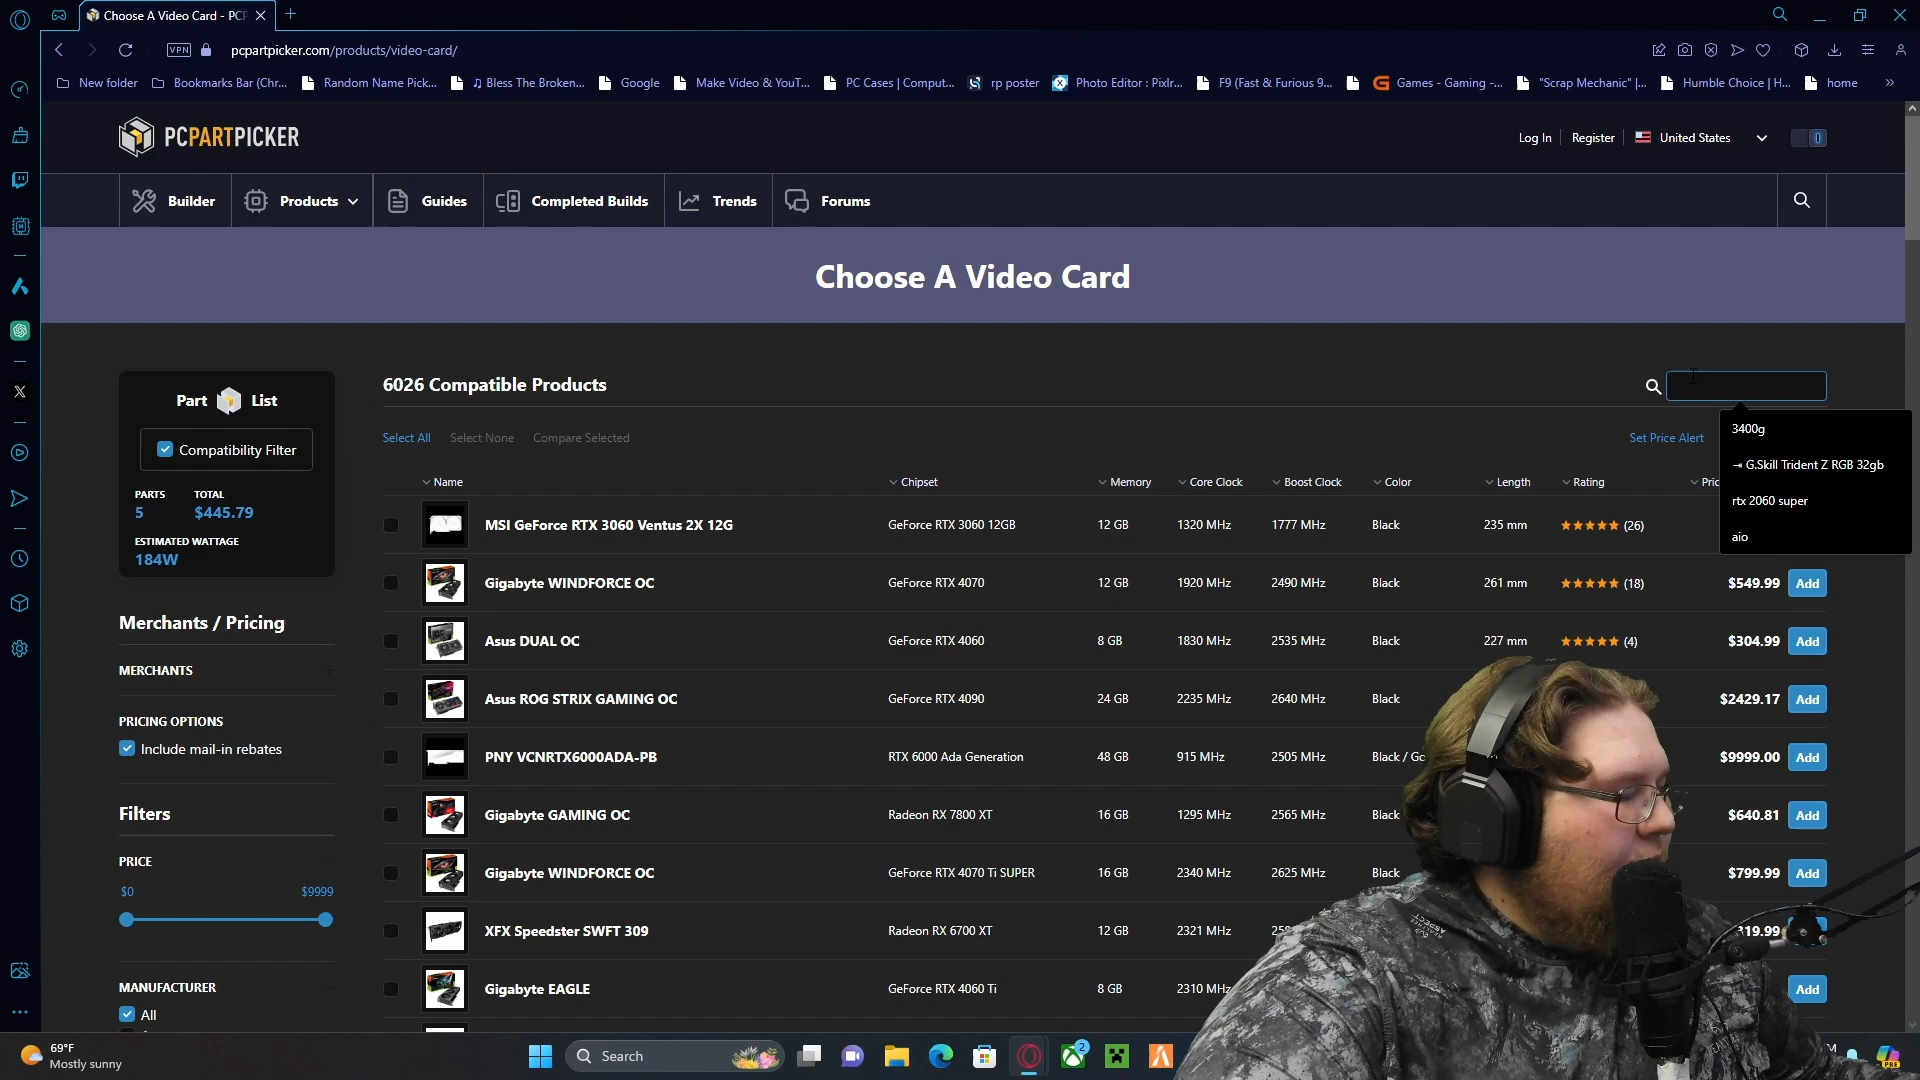 Choose A Video Card - PCP
VPN
pcpartpicker.com/products/video-card/
New folder
Bookmarks Bar (Chr...
Random Name Pick...
♫ Bless The Broken...
Google
Make Video & YouT...
PC Cases | Comput...
rp poster
Photo Editor : Pixlr...
F9 (Fast & Furious 9...
Games - Gaming -...
"Scrap Mechanic" |...
Humble Choice | H...
home
PCPARTPICKER
Log In
Register
United States
Builder
Products
Guides
Completed Builds
Trends
Forums
Choose A Video Card
Part List
Compatibility Filter
PARTS TOTAL
5 $445.79
ESTIMATED WATTAGE
184W
Merchants / Pricing
MERCHANTS
PRICING OPTIONS
Include mail-in rebates
Filters
PRICE
$0 $9999
MANUFACTURER
All
6026 Compatible Products
Select All Select None Compare Selected
Set Price Alert
3400g
⇥ G.Skill Trident Z RGB 32gb
rtx 2060 super
aio
Name Chipset Memory Core Clock Boost Clock Color Length Rating Pric
MSI GeForce RTX 3060 Ventus 2X 12G GeForce RTX 3060 12GB 12 GB 1320 MHz 1777 MHz Black 235 mm (26)
Gigabyte WINDFORCE OC GeForce RTX 4070 12 GB 1920 MHz 2490 MHz Black 261 mm (18) $549.99 Add
Asus DUAL OC GeForce RTX 4060 8 GB 1830 MHz 2535 MHz Black 227 mm (4) $304.99 Add
Asus ROG STRIX GAMING OC GeForce RTX 4090 24 GB 2235 MHz 2640 MHz Black $2429.17 Add
PNY VCNRTX6000ADA-PB RTX 6000 Ada Generation 48 GB 915 MHz 2505 MHz Black / Go $9999.00 Add
Gigabyte GAMING OC Radeon RX 7800 XT 16 GB 1295 MHz 2565 MHz Black $640.81 Add
Gigabyte WINDFORCE OC GeForce RTX 4070 Ti SUPER 16 GB 2340 MHz 2625 MHz Black $799.99 Add
XFX Speedster SWFT 309 Radeon RX 6700 XT 12 GB 2321 MHz 319.99
Gigabyte EAGLE GeForce RTX 4060 Ti 8 GB 2310 MHz Add
69°F
Mostly sunny
Search
2
PRE